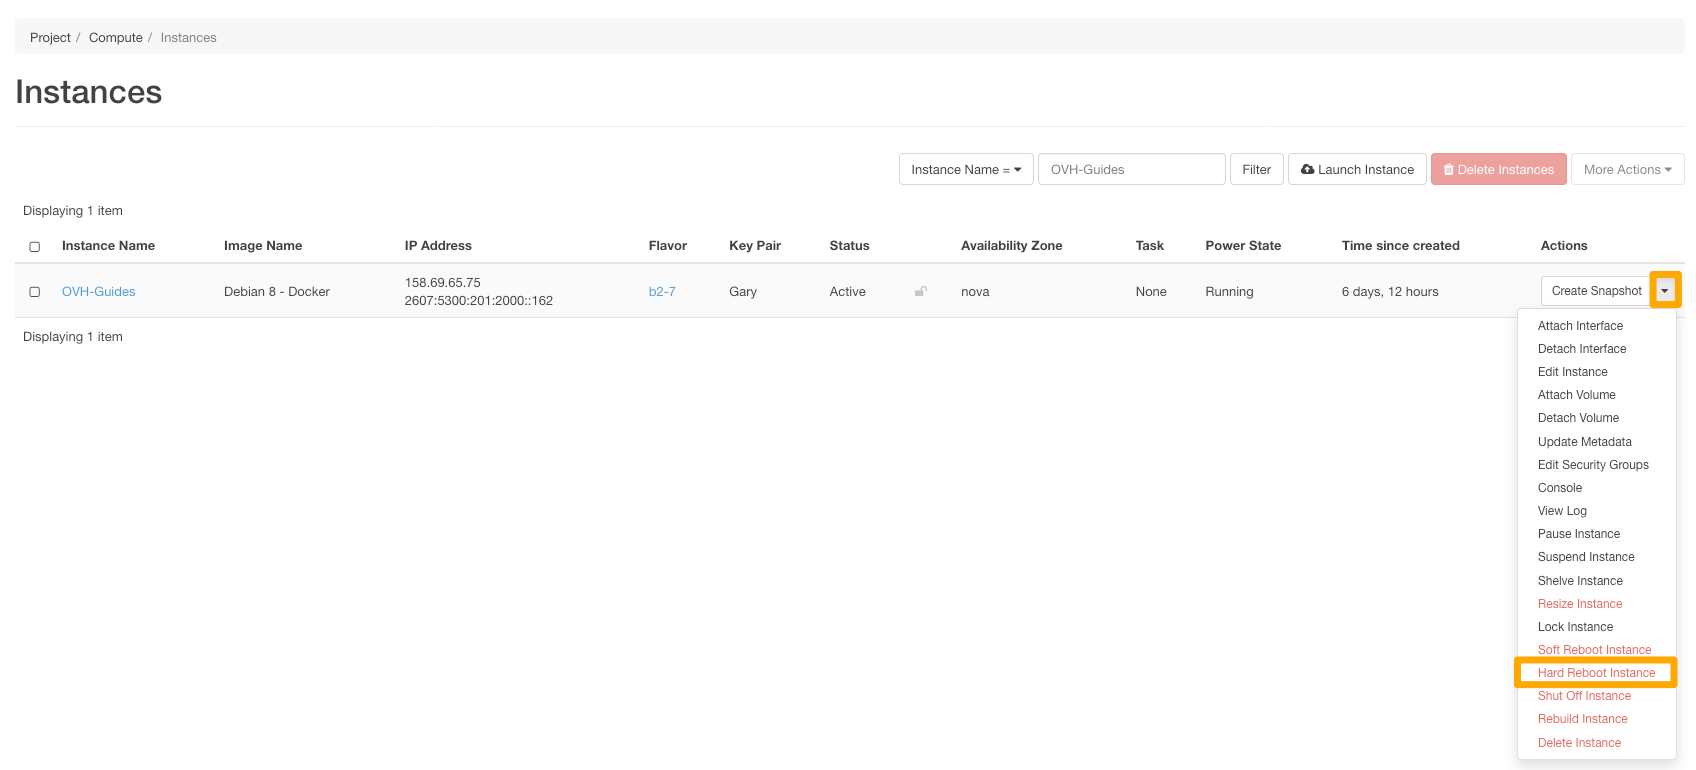 Project / Compute / Instances
Instances
Instance Name = OVH-Guides Filter Launch Instance Delete Instances More Actions
Displaying 1 item
Instance Name Image Name IP Address Flavor Key Pair Status Availability Zone Task Power State Time since created Actions
OVH-Guides Debian 8 - Docker 158.69.65.75 2607:5300:201:2000::162 b2-7 Gary Active nova None Running 6 days, 12 hours Create Snapshot
Displaying 1 item
Attach Interface
Detach Interface
Edit Instance
Attach Volume
Detach Volume
Update Metadata
Edit Security Groups
Console
View Log
Pause Instance
Suspend Instance
Shelve Instance
Resize Instance
Lock Instance
Soft Reboot Instance
Hard Reboot Instance
Shut Off Instance
Rebuild Instance
Delete Instance